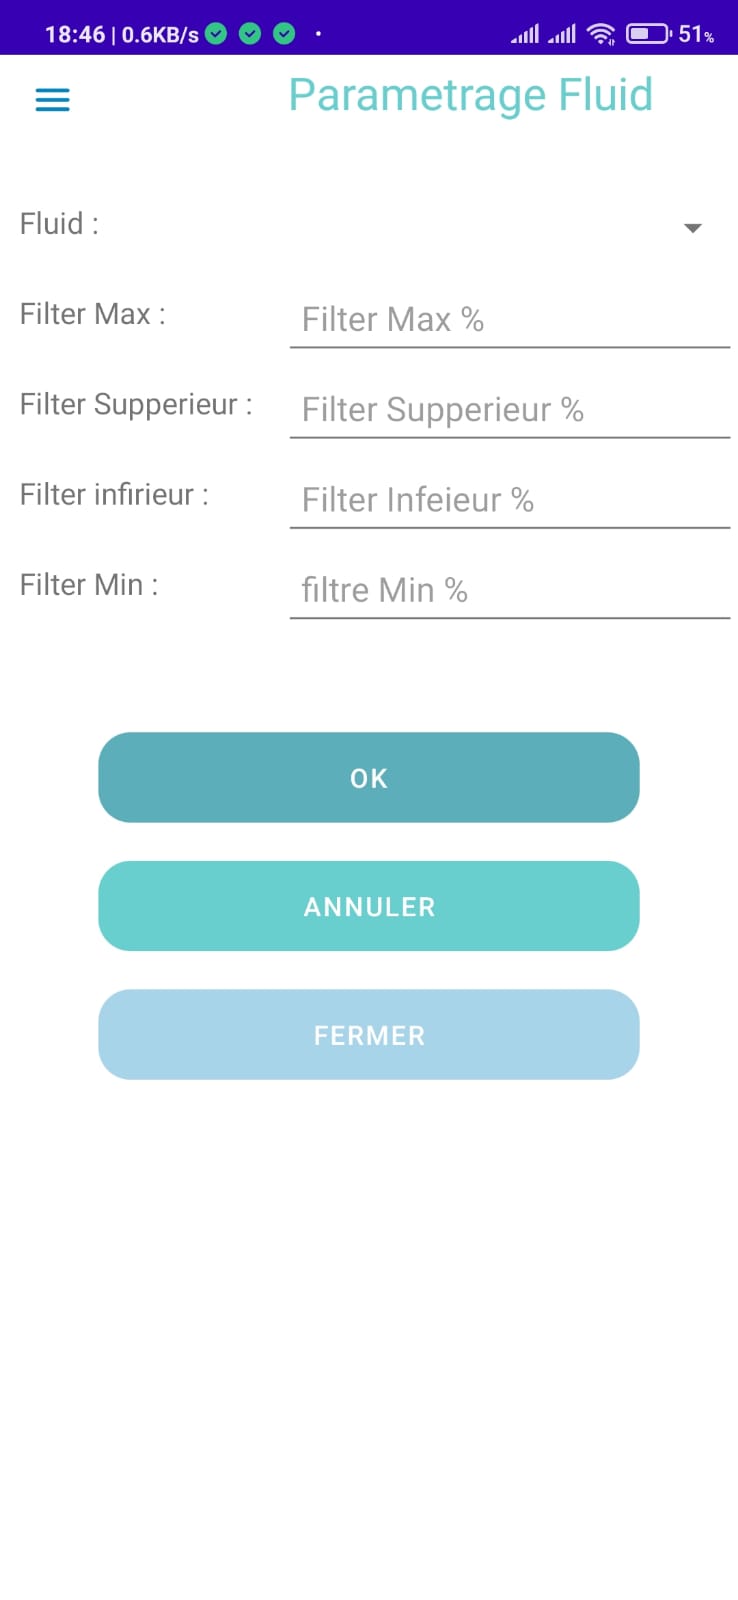 18:46 | 0.6KB/s 51%
Parametrage Fluid
Fluid :
Filter Max : Filter Max %
Filter Supperieur : Filter Supperieur %
Filter infirieur : Filter Infeieur %
Filter Min : filtre Min %
OK
ANNULER
FERMER